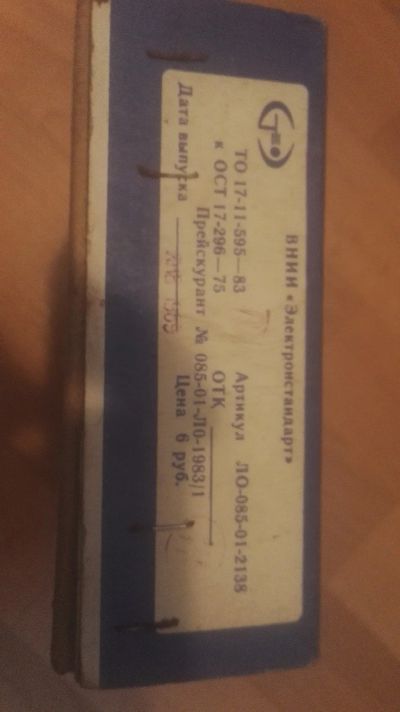 ВНИИ «Электронстандарт»
ТО 17-11-595—83 Артикул ЛО-085-01-2138
к ОСТ 17-296—75 ОТК
Прейскурант № 085-01-ЛО-1983/1
Дата выпуска Цена 6 руб.